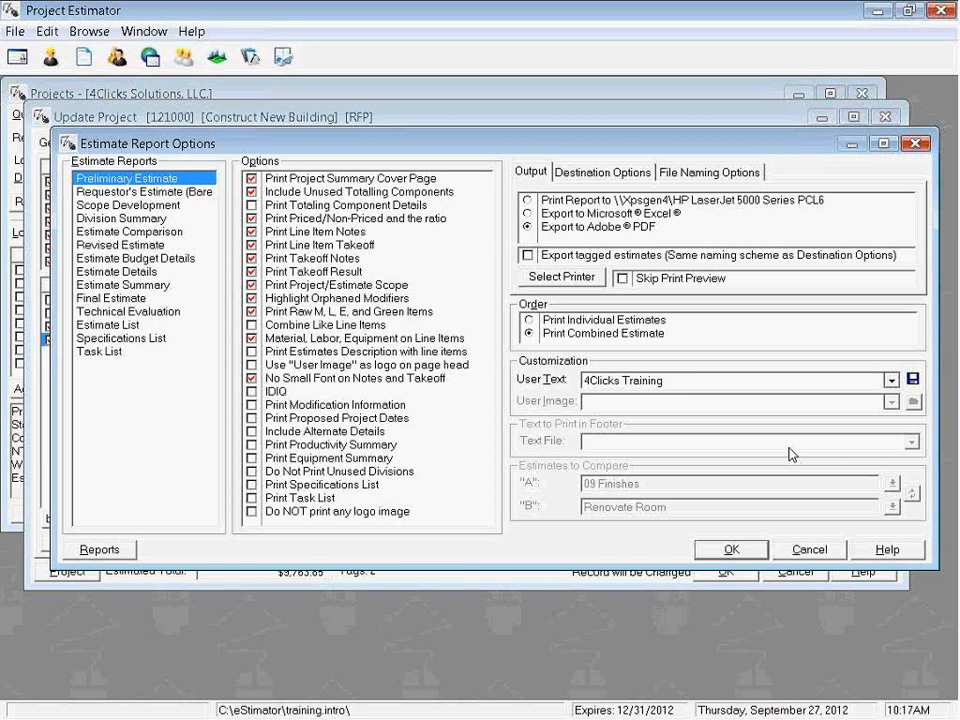 Project Estimator
File Edit Browse Window Help
Projects - [4Clicks Solutions, LLC.]
Update Project [121000] [Construct New Building] [RFP]
Estimate Report Options
Estimate Reports
Preliminary Estimate
Requestor's Estimate (Bare
Scope Development
Division Summary
Estimate Comparison
Revised Estimate
Estimate Budget Details
Estimate Details
Estimate Summary
Final Estimate
Technical Evaluation
Estimate List
Specifications List
Task List
Reports
Options
Print Project Summary Cover Page
Include Unused Totalling Components
Print Totaling Component Details
Print Priced/Non-Priced and the ratio
Print Line Item Notes
Print Line Item Takeoff
Print Takeoff Notes
Print Takeoff Result
Print Project/Estimate Scope
Highlight Orphaned Modifiers
Print Raw M, L, E, and Green Items
Combine Like Line Items
Material, Labor, Equipment on Line Items
Print Estimates Description with line items
Use "User Image" as logo on page head
No Small Font on Notes and Takeoff
IDIQ
Print Modification Information
Print Proposed Project Dates
Include Alternate Details
Print Productivity Summary
Print Equipment Summary
Do Not Print Unused Divisions
Print Specifications List
Print Task List
Do NOT print any logo image
Output Destination Options File Naming Options
Print Report to \\Xpsgen4\HP LaserJet 5000 Series PCL6
Export to Microsoft® Excel ®
Export to Adobe ® PDF
Export tagged estimates (Same naming scheme as Destination Options)
Select Printer Skip Print Preview
Order
Print Individual Estimates
Print Combined Estimate
Customization
User Text: 4Clicks Training
User Image:
Text to Print in Footer
Text File:
Estimates to Compare
"A": 09 Finishes
"B": Renovate Room
OK Cancel Help
Project Estimated Total: $9,763.85 Tags: 2 Record will be Changed OK Cancel Help
C:\eStimator\training.intro\ Expires: 12/31/2012 Thursday, September 27, 2012 10:17AM